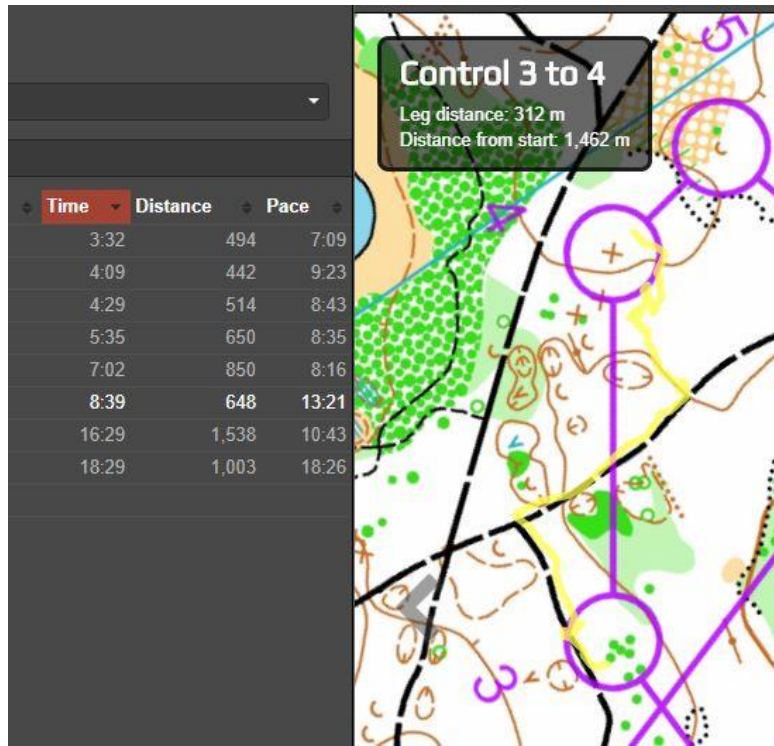 Control 3 to 4
Leg distance: 312 m
Distance from start: 1,462 m
Time Distance Pace
3:32 494 7:09
4:09 442 9:23
4:29 514 8:43
5:35 650 8:35
7:02 850 8:16
8:39 648 13:21
16:29 1,538 10:43
18:29 1,003 18:26
5
4
3